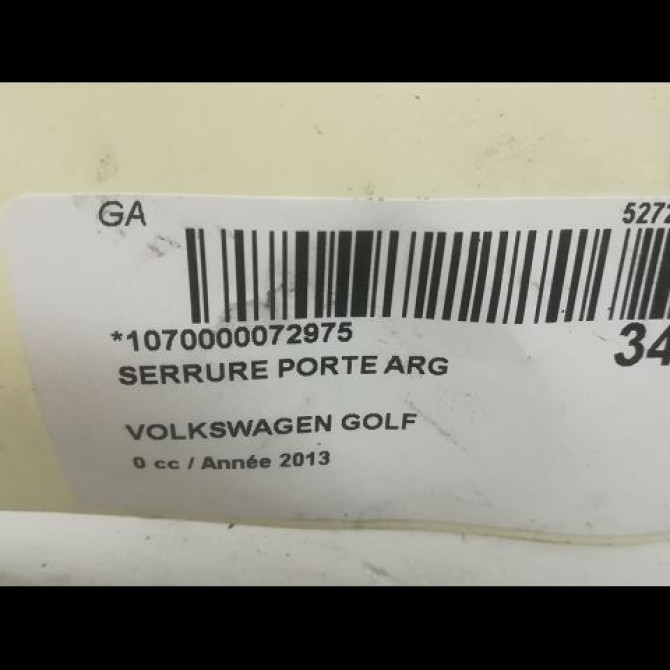 GA 5272
*1070000072975 34
SERRURE PORTE ARG
VOLKSWAGEN GOLF
0 cc / Année 2013